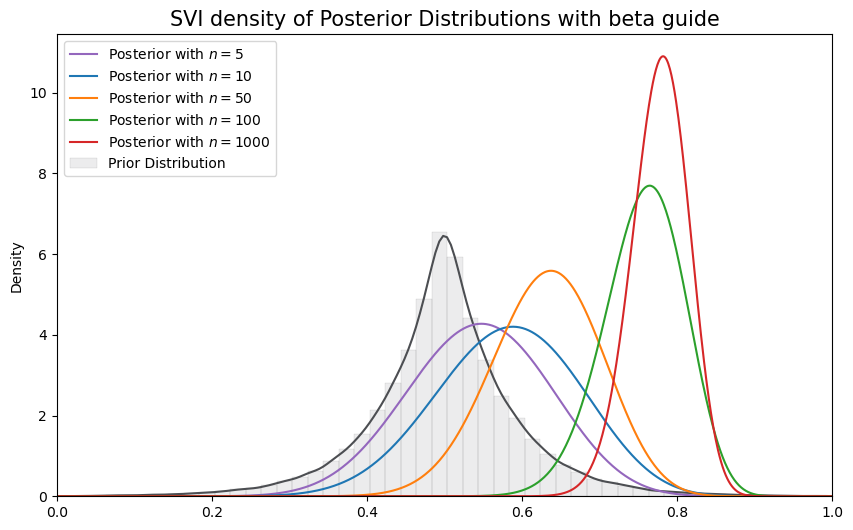 SVI density of Posterior Distributions with beta guide
Posterior with n = 5
Posterior with n = 10
Posterior with n = 50
Posterior with n = 100
Posterior with n = 1000
Prior Distribution
Density
10
8
6
4
2
0
0.0 0.2 0.4 0.6 0.8 1.0